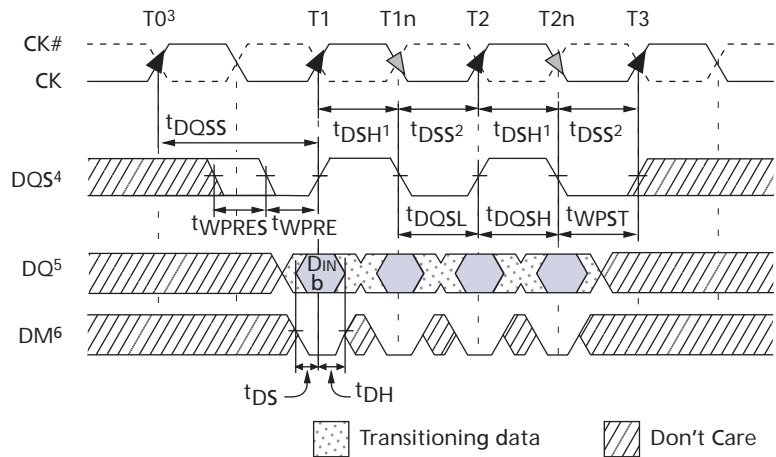 T0³ T1 T1n T2 T2n T3
CK#
CK
tDSH¹ tDSS² tDSH¹ tDSS²
tDQSS
DQS⁴
tWPRES tWPRE tDQSL tDQSH tWPST
DQ⁵
DIN
b
DM⁶
tDS tDH
Transitioning data Don't Care